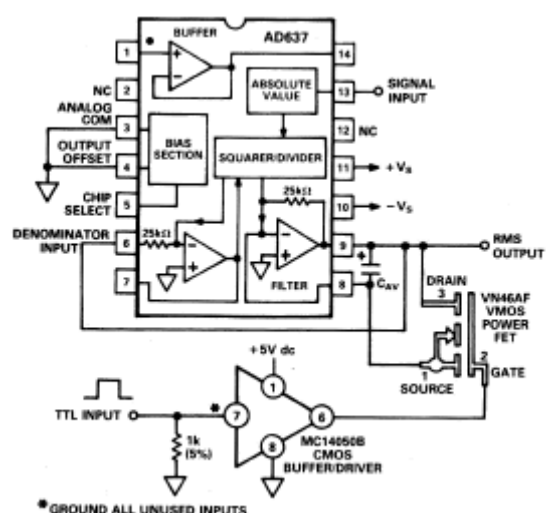 BUFFER
AD637
1
*
14
ABSOLUTE
VALUE
SIGNAL
INPUT
13
NC
2
ANALOG
COM
3
12
NC
OUTPUT
OFFSET
4
BIAS
SECTION
SQUARER/DIVIDER
11
+VS
CHIP
SELECT
5
25kΩ
10
-VS
DENOMINATOR
INPUT
6
25kΩ
9
RMS
OUTPUT
7
FILTER
8
+
CAV
DRAIN
3
VN46AF
VMOS
POWER
FET
2
GATE
1
SOURCE
+5V dc
1
TTL INPUT
*
7
6
8
1k
(5%)
MC14050B
CMOS
BUFFER/DRIVER
*GROUND ALL UNUSED INPUTS